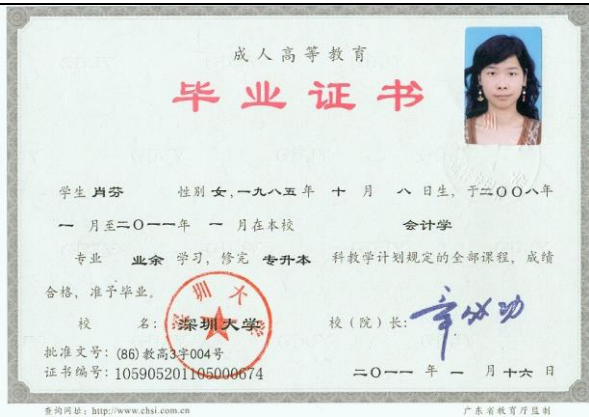 成人高等教育
毕业证书
学生 肖芬 性别 女，一九八五年 十 月 八 日生，于二〇〇八年
一 月至二〇一一年 一 月在本校 会计学
专业 业余 学习，修完 专升本 科教学计划规定的全部课程，成绩
合格，准予毕业。
校 名： 深圳大学 校（院）长：章必功
深圳大学
批准文号：(86)教高3字004号
证书编号：105905201105000674 二〇一一 年 一 月 十六 日
查询网址：http://www.chsi.com.cn 广东省教育厅监制